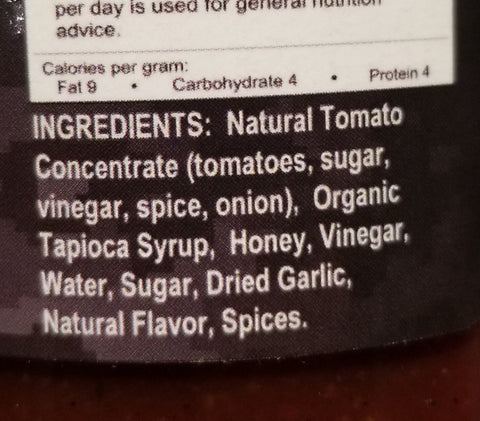 per day is used for general nutrition
advice.
Calories per gram:
Fat 9 • Carbohydrate 4 • Protein 4
INGREDIENTS: Natural Tomato
Concentrate (tomatoes, sugar,
vinegar, spice, onion), Organic
Tapioca Syrup, Honey, Vinegar,
Water, Sugar, Dried Garlic,
Natural Flavor, Spices.